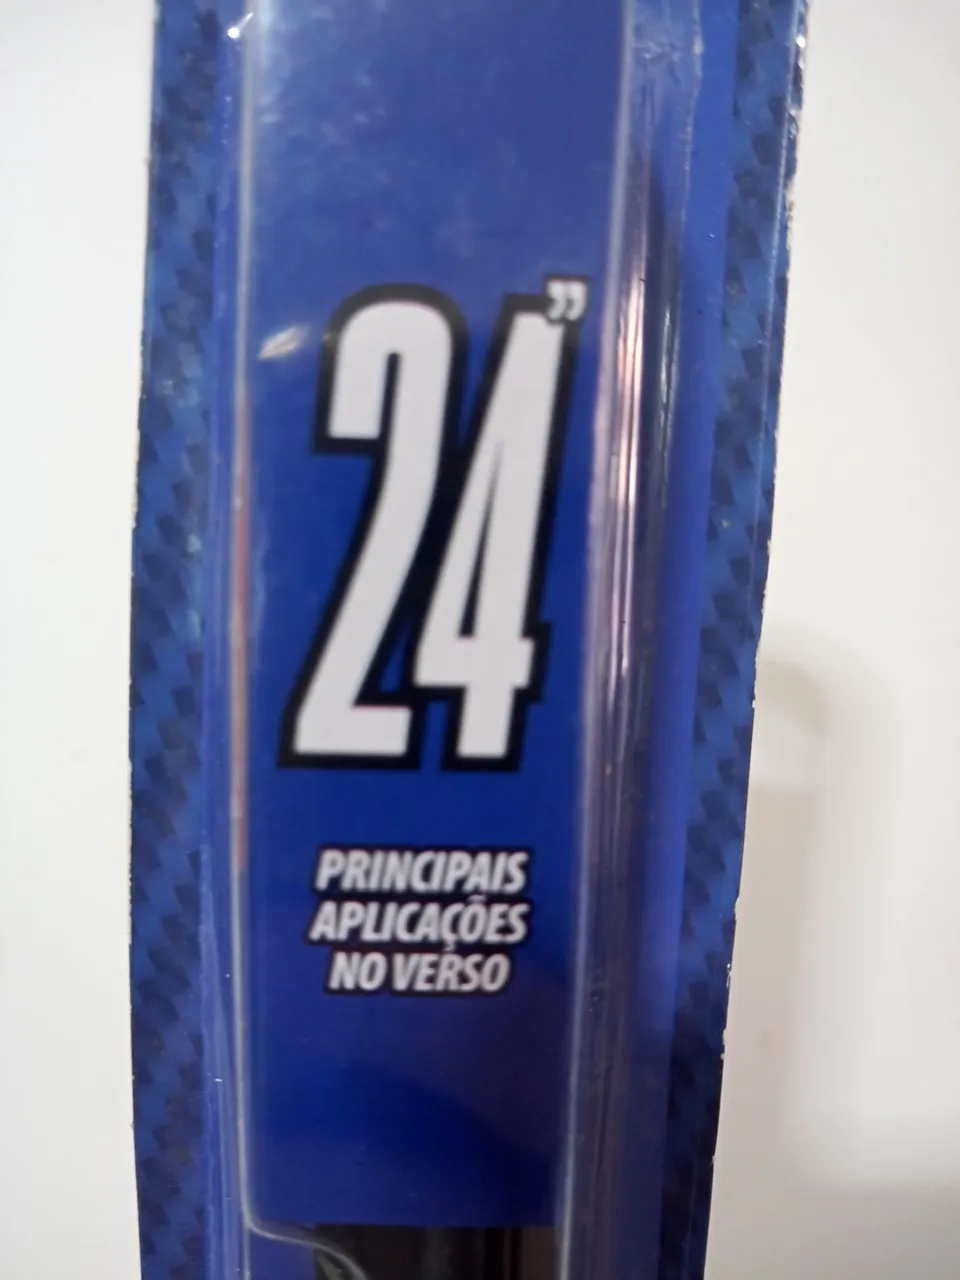 24”
PRINCIPAIS
APLICAÇÕES
NO VERSO